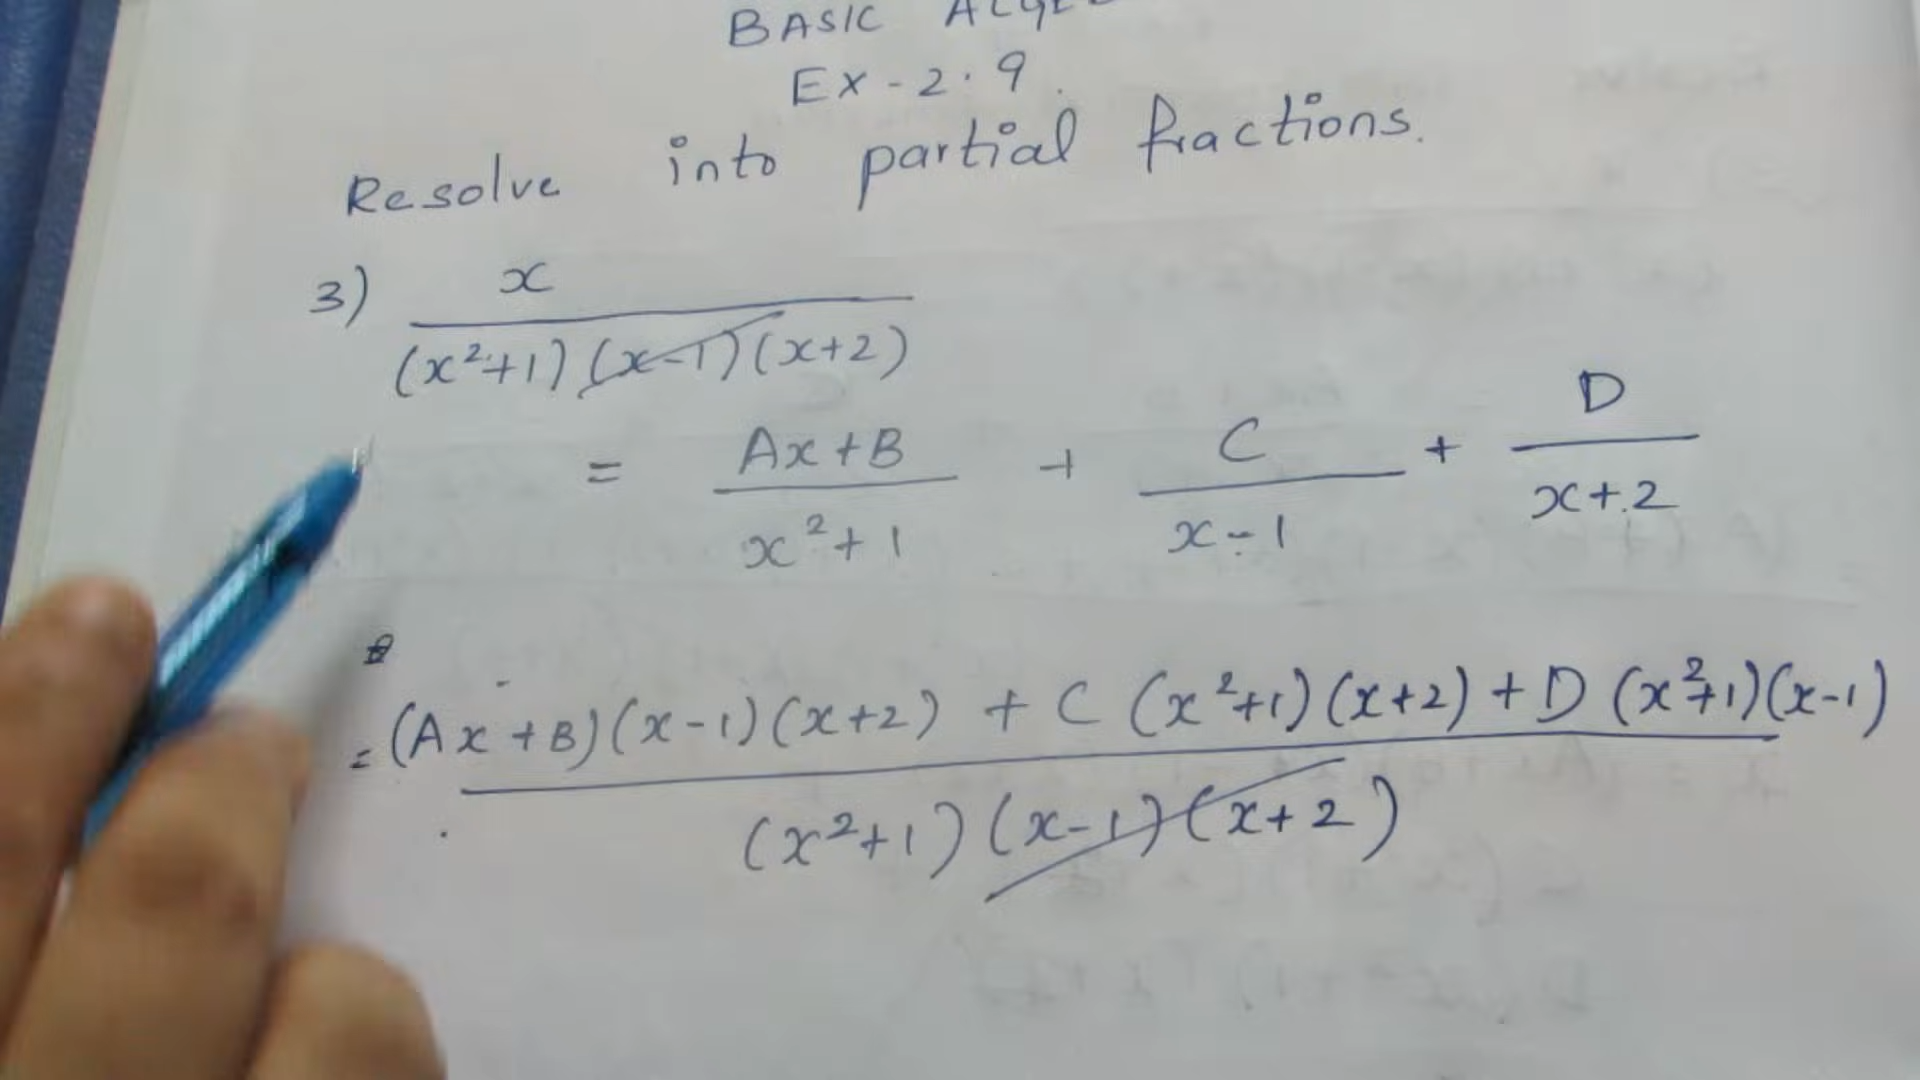 BASIC
EX-2.9.
Resolve into partial fractions.
3) x
(x²+1)(x-1)(x+2)
= Ax+B + C + D
x²+1 x-1 x+2
= (Ax+B)(x-1)(x+2) + C(x²+1)(x+2) + D(x²+1)(x-1)
(x²+1)(x-1)(x+2)